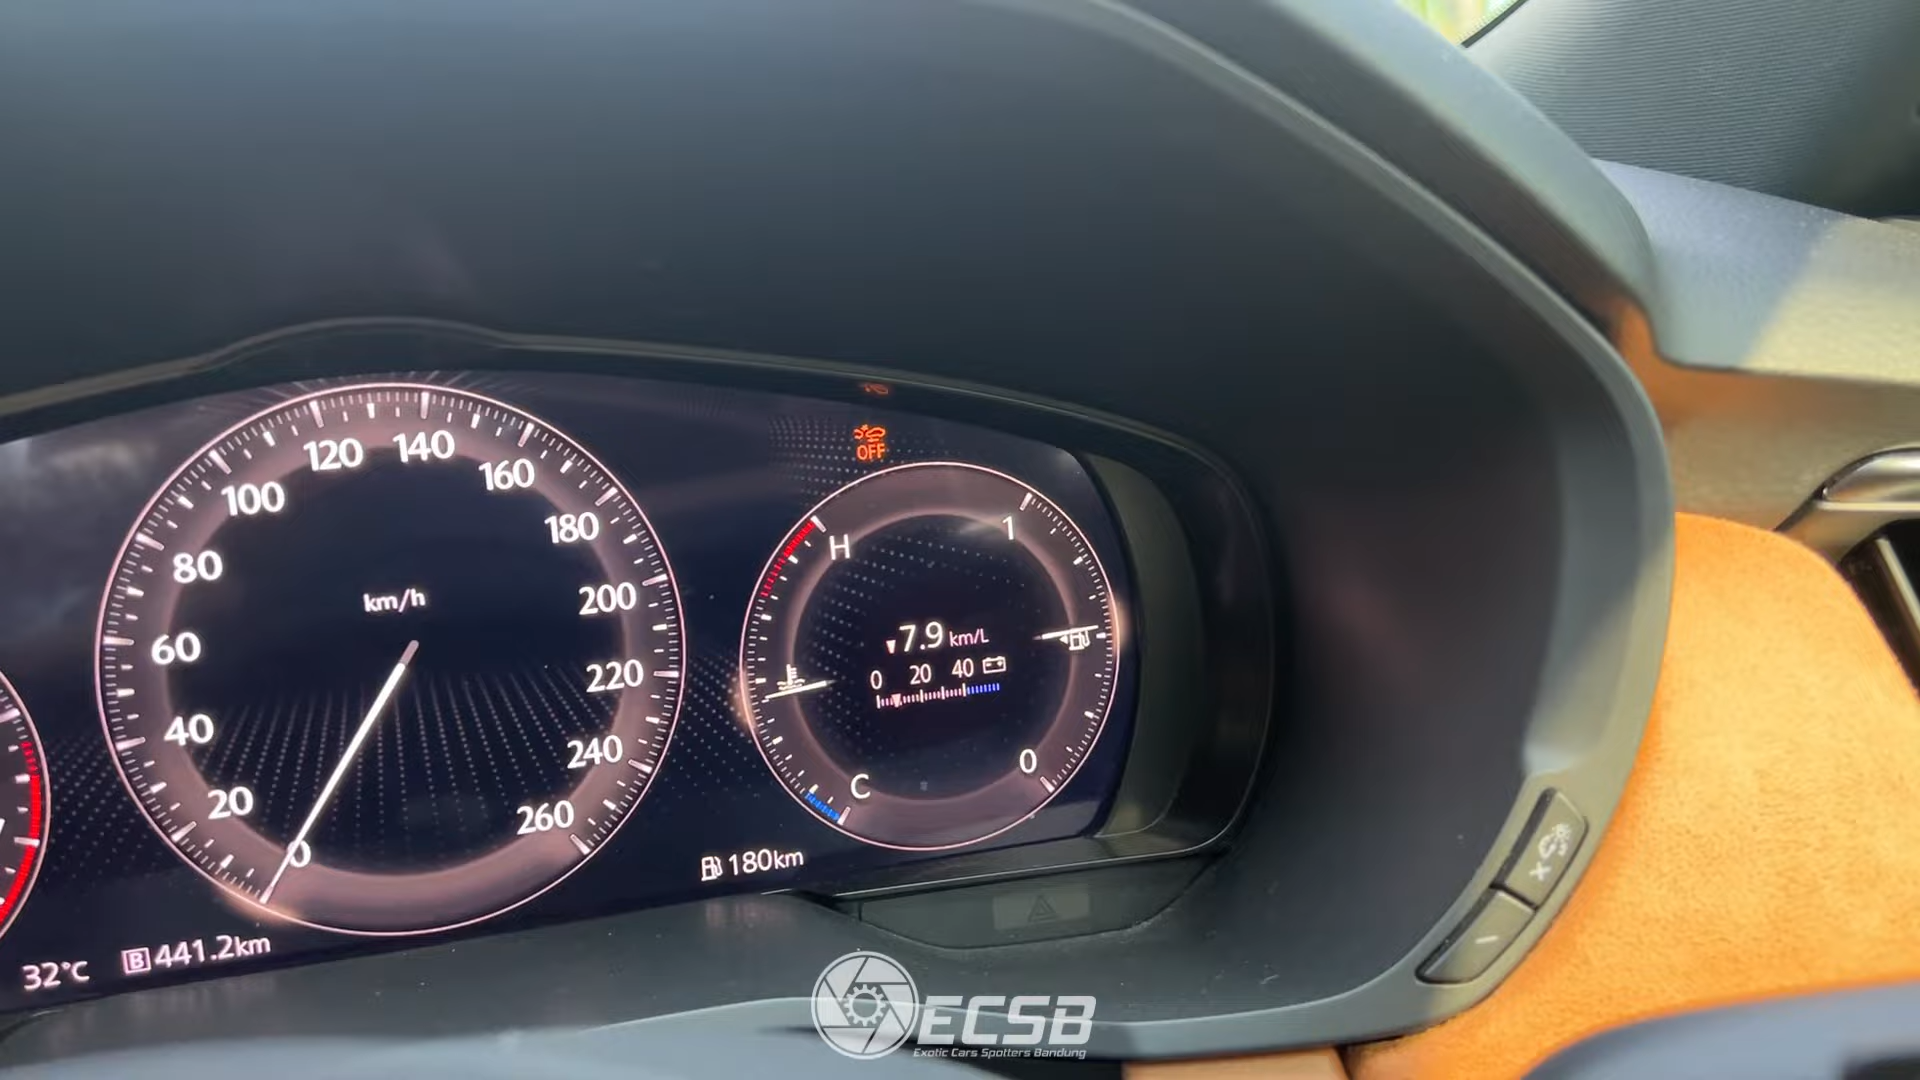 120
140
100
160
180
80
OFF
H
1
km/h
200
7.9 km/L
60
0 20 40
220
40
240
0
20
C
260
0
180km
B 441.2km
32°C
ECSB
Exotic Cars Spotters Bandung